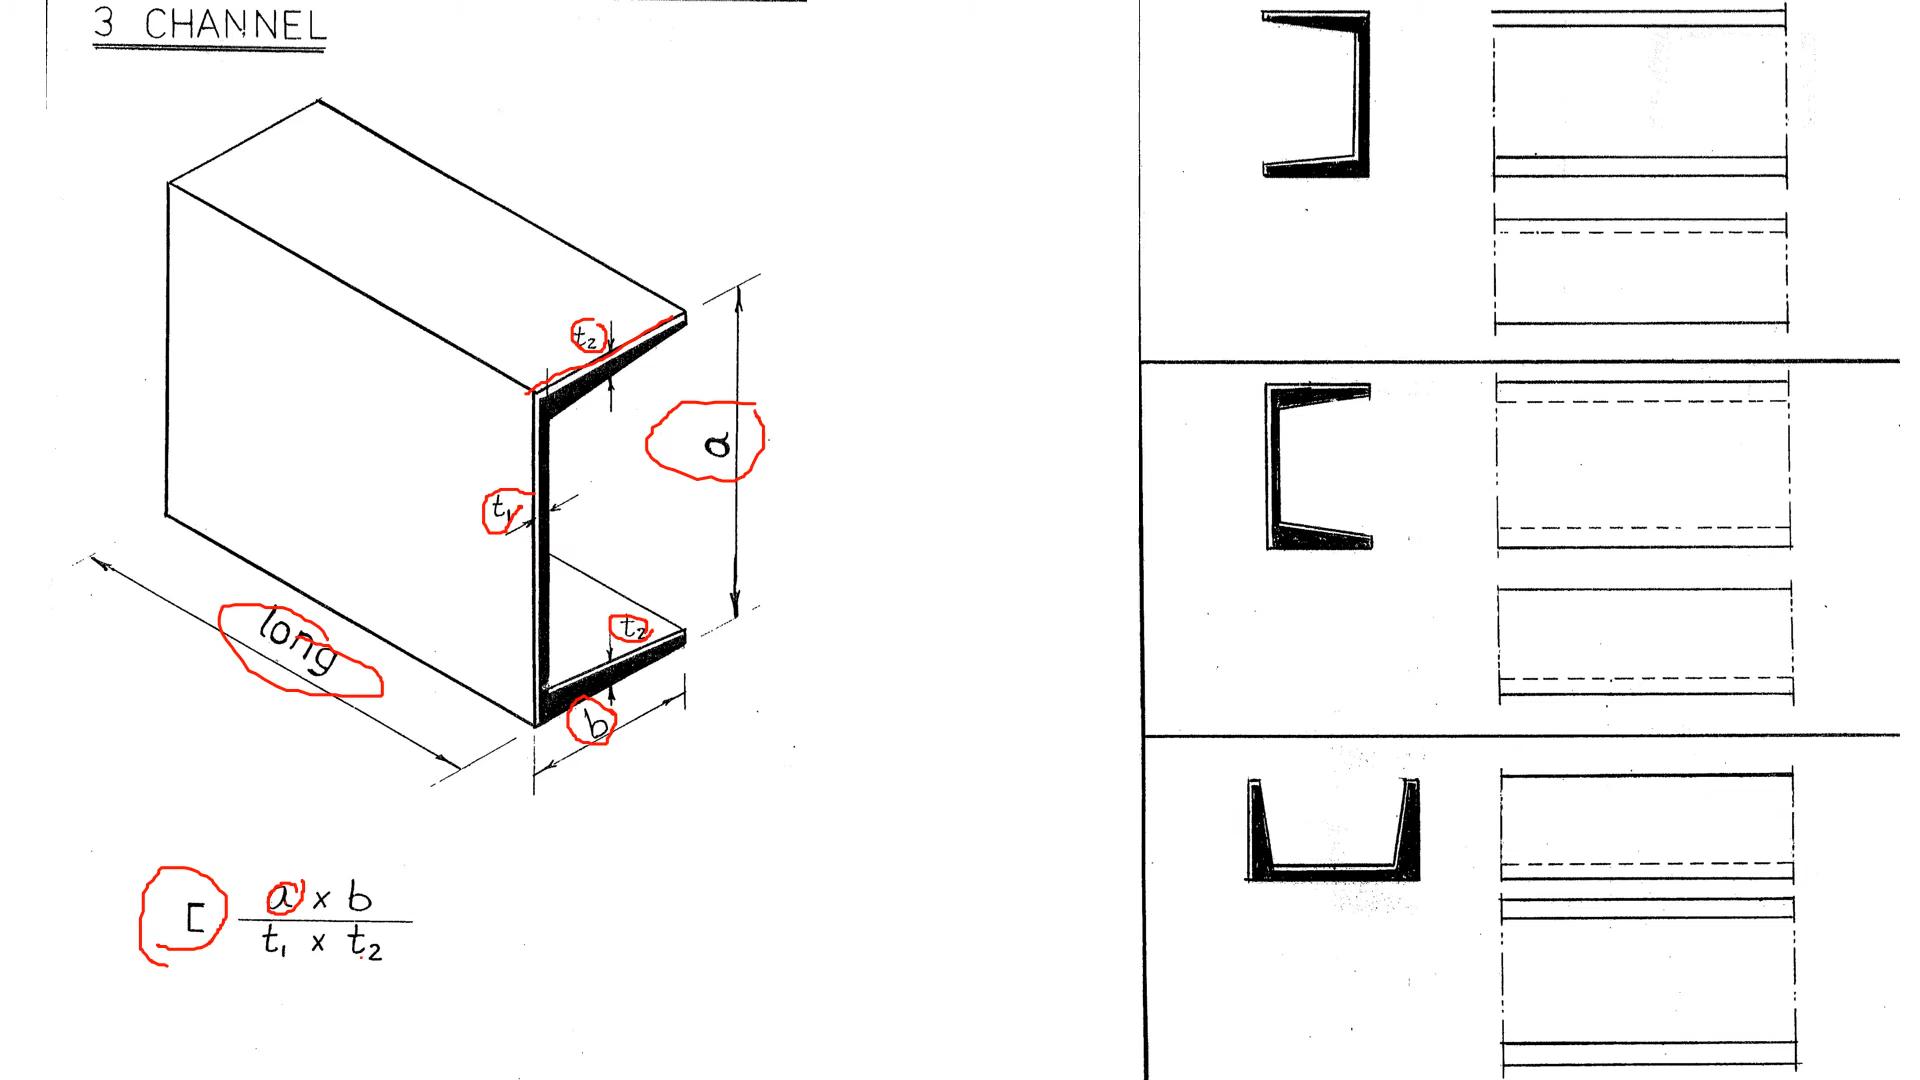 3 CHANNEL
t₂
a
t₁
long
t₂
b
[ a x b
t₁ x t₂